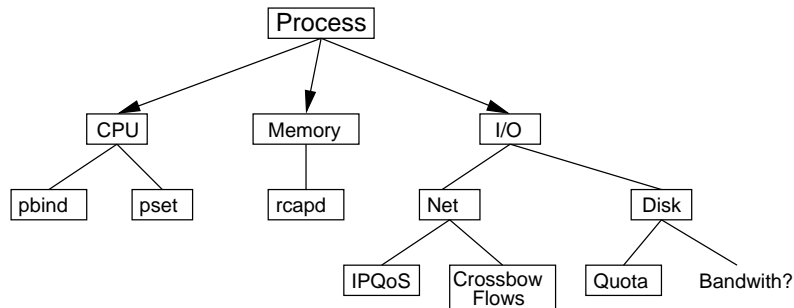 Process
CPU
Memory
I/O
pbind
pset
rcapd
Net
Disk
IPQoS
Crossbow
Flows
Quota
Bandwith?